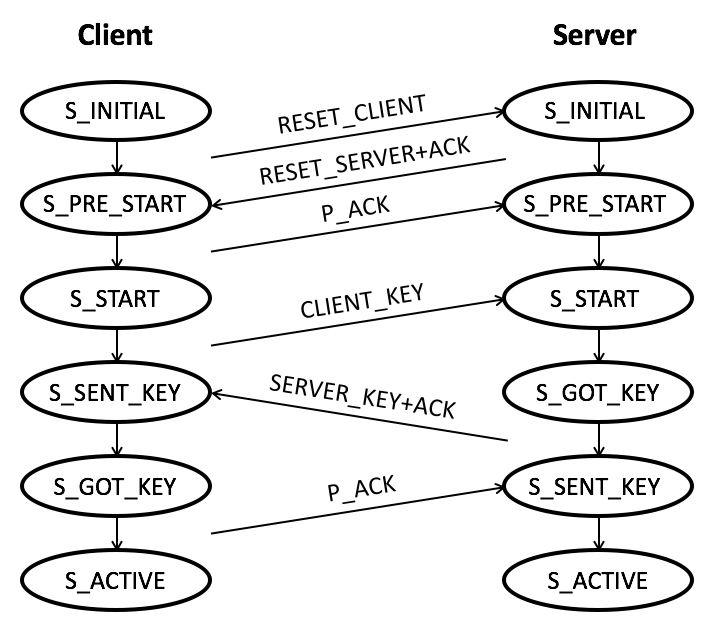 Client
Server
S_INITIAL
RESET_CLIENT
S_INITIAL
RESET_SERVER+ACK
S_PRE_START
P_ACK
S_PRE_START
S_START
CLIENT_KEY
S_START
S_SENT_KEY
SERVER_KEY+ACK
S_GOT_KEY
S_GOT_KEY
P_ACK
S_SENT_KEY
S_ACTIVE
S_ACTIVE